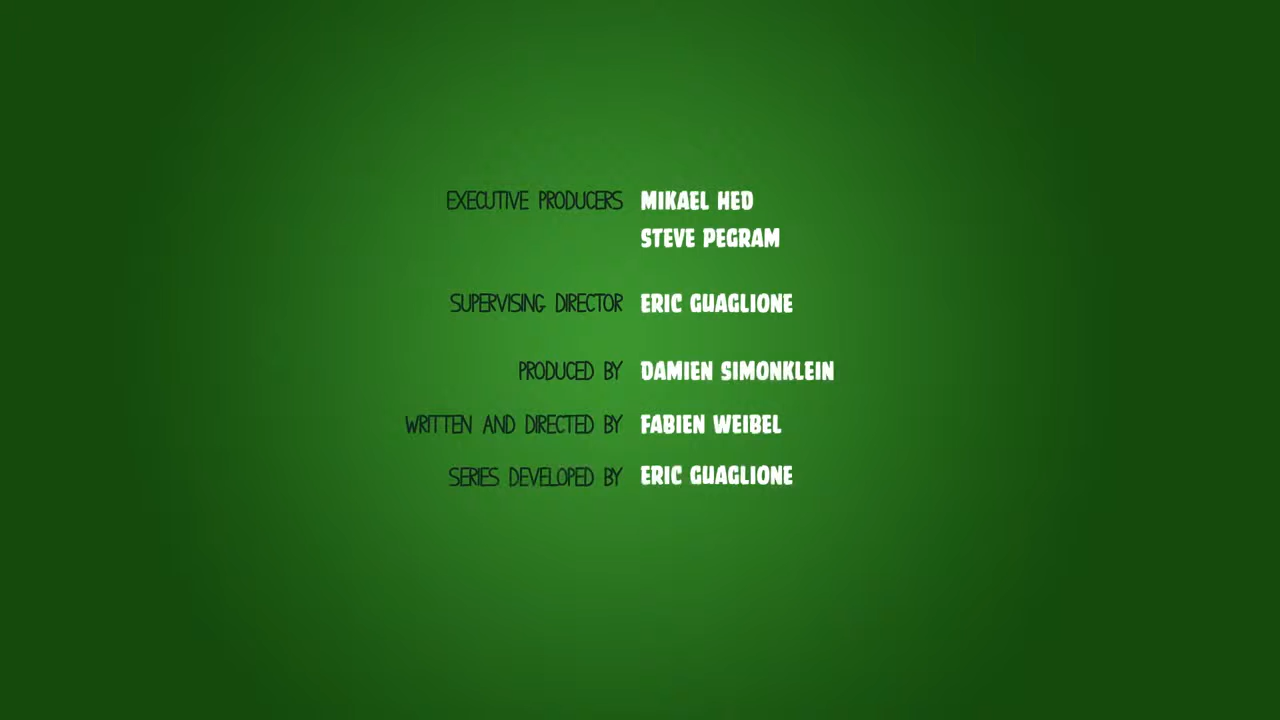 EXECUTIVE PRODUCERS MIKAEL HED
STEVE PEGRAM
SUPERVISING DIRECTOR ERIC GUAGLIONE
PRODUCED BY DAMIEN SIMONKLEIN
WRITTEN AND DIRECTED BY FABIEN WEIBEL
SERIES DEVELOPED BY ERIC GUAGLIONE